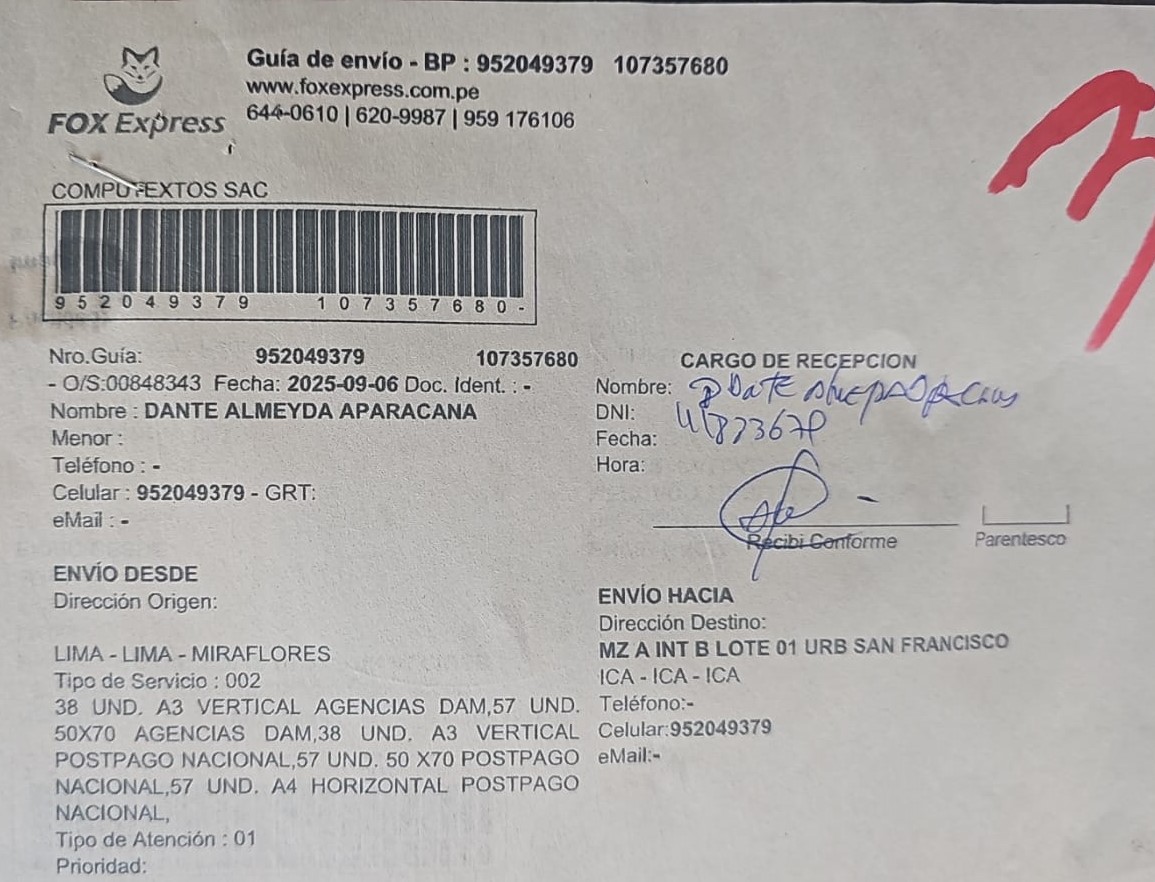 FOX Express
Guía de envío - BP : 952049379 107357680
www.foxexpress.com.pe
644-0610 | 620-9987 | 959 176106
COMPUTEXTOS SAC
952049379 107357680-
Nro.Guía: 952049379 107357680
- O/S:00848343 Fecha: 2025-09-06 Doc. Ident. : -
Nombre : DANTE ALMEYDA APARACANA
Menor :
Teléfono : -
Celular : 952049379 - GRT:
eMail : -
CARGO DE RECEPCION
Nombre:
DNI:
Fecha:
Hora:
Recibi Conforme
Parentesco
ENVÍO DESDE
Dirección Origen:
LIMA - LIMA - MIRAFLORES
Tipo de Servicio : 002
38 UND. A3 VERTICAL AGENCIAS DAM,57 UND.
50X70 AGENCIAS DAM,38 UND. A3 VERTICAL
POSTPAGO NACIONAL,57 UND. 50 X70 POSTPAGO
NACIONAL,57 UND. A4 HORIZONTAL POSTPAGO
NACIONAL,
Tipo de Atención : 01
Prioridad:
ENVÍO HACIA
Dirección Destino:
MZ A INT B LOTE 01 URB SAN FRANCISCO
ICA - ICA - ICA
Teléfono:-
Celular:952049379
eMail:-